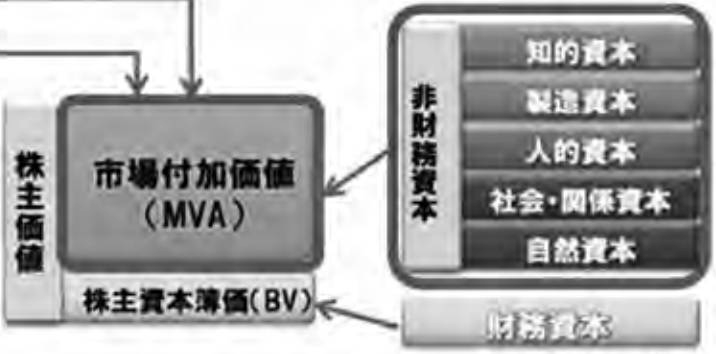 株主価値
市場付加価値
(MVA)
株主資本簿価(BV)
非財務資本
知的資本
製造資本
人的資本
社会・関係資本
自然資本
財務資本